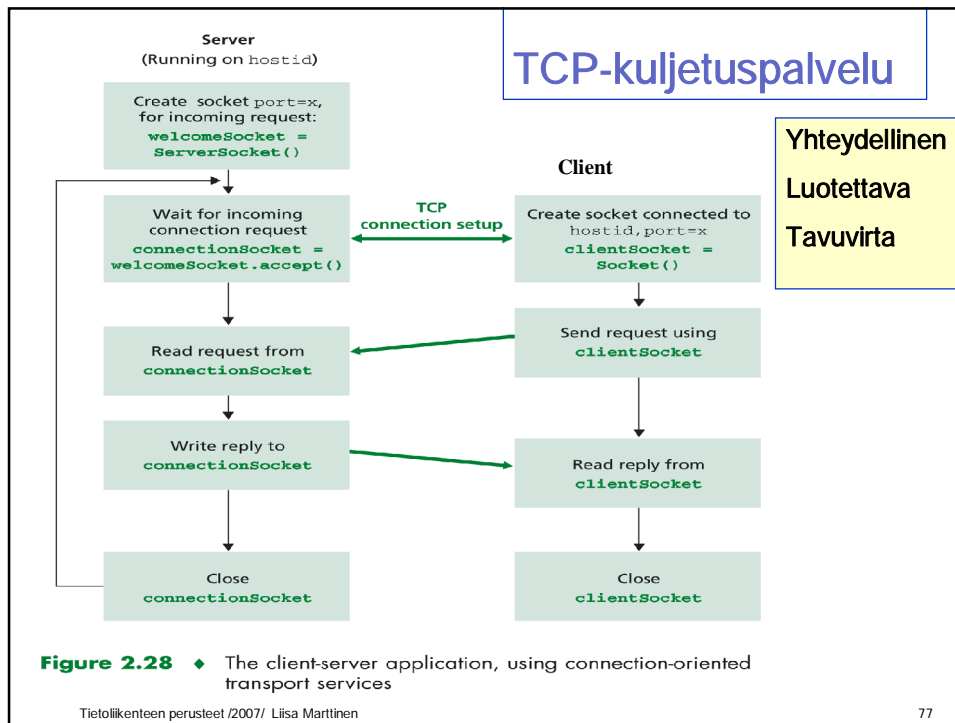 TCP-kuljetuspalvelu
Yhteydellinen
Luotettava
Tavuvirta
Server
(Running on hostid)
Create socket port=x,
for incoming request:
welcomeSocket =
ServerSocket()
Wait for incoming
connection request
connectionSocket =
welcomeSocket.accept()
Read request from
connectionSocket
Write reply to
connectionSocket
Close
connectionSocket
TCP
connection setup
Client
Create socket connected to
hostid,port=x
clientSocket =
Socket()
Send request using
clientSocket
Read reply from
clientSocket
Close
clientSocket
Figure 2.28 ◆ The client-server application, using connection-oriented
transport services
Tietoliikenteen perusteet /2007/ Liisa Marttinen
77